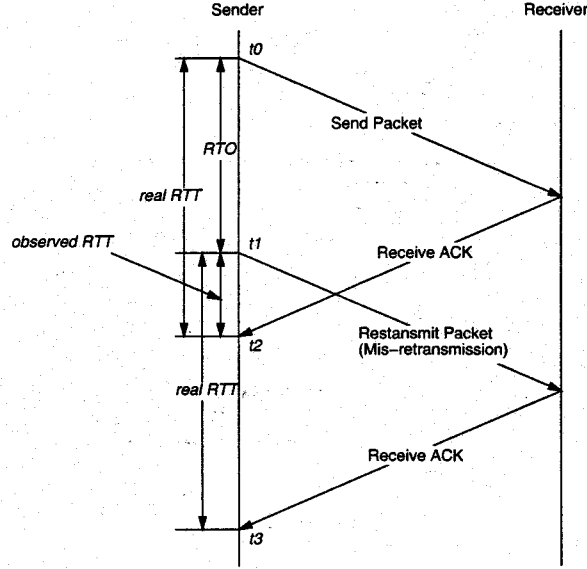 Sender
Receiver
t0
Send Packet
RTO
real RTT
observed RTT
t1
Receive ACK
t2
Restansmit Packet
(Mis-retransmission)
real RTT
Receive ACK
t3